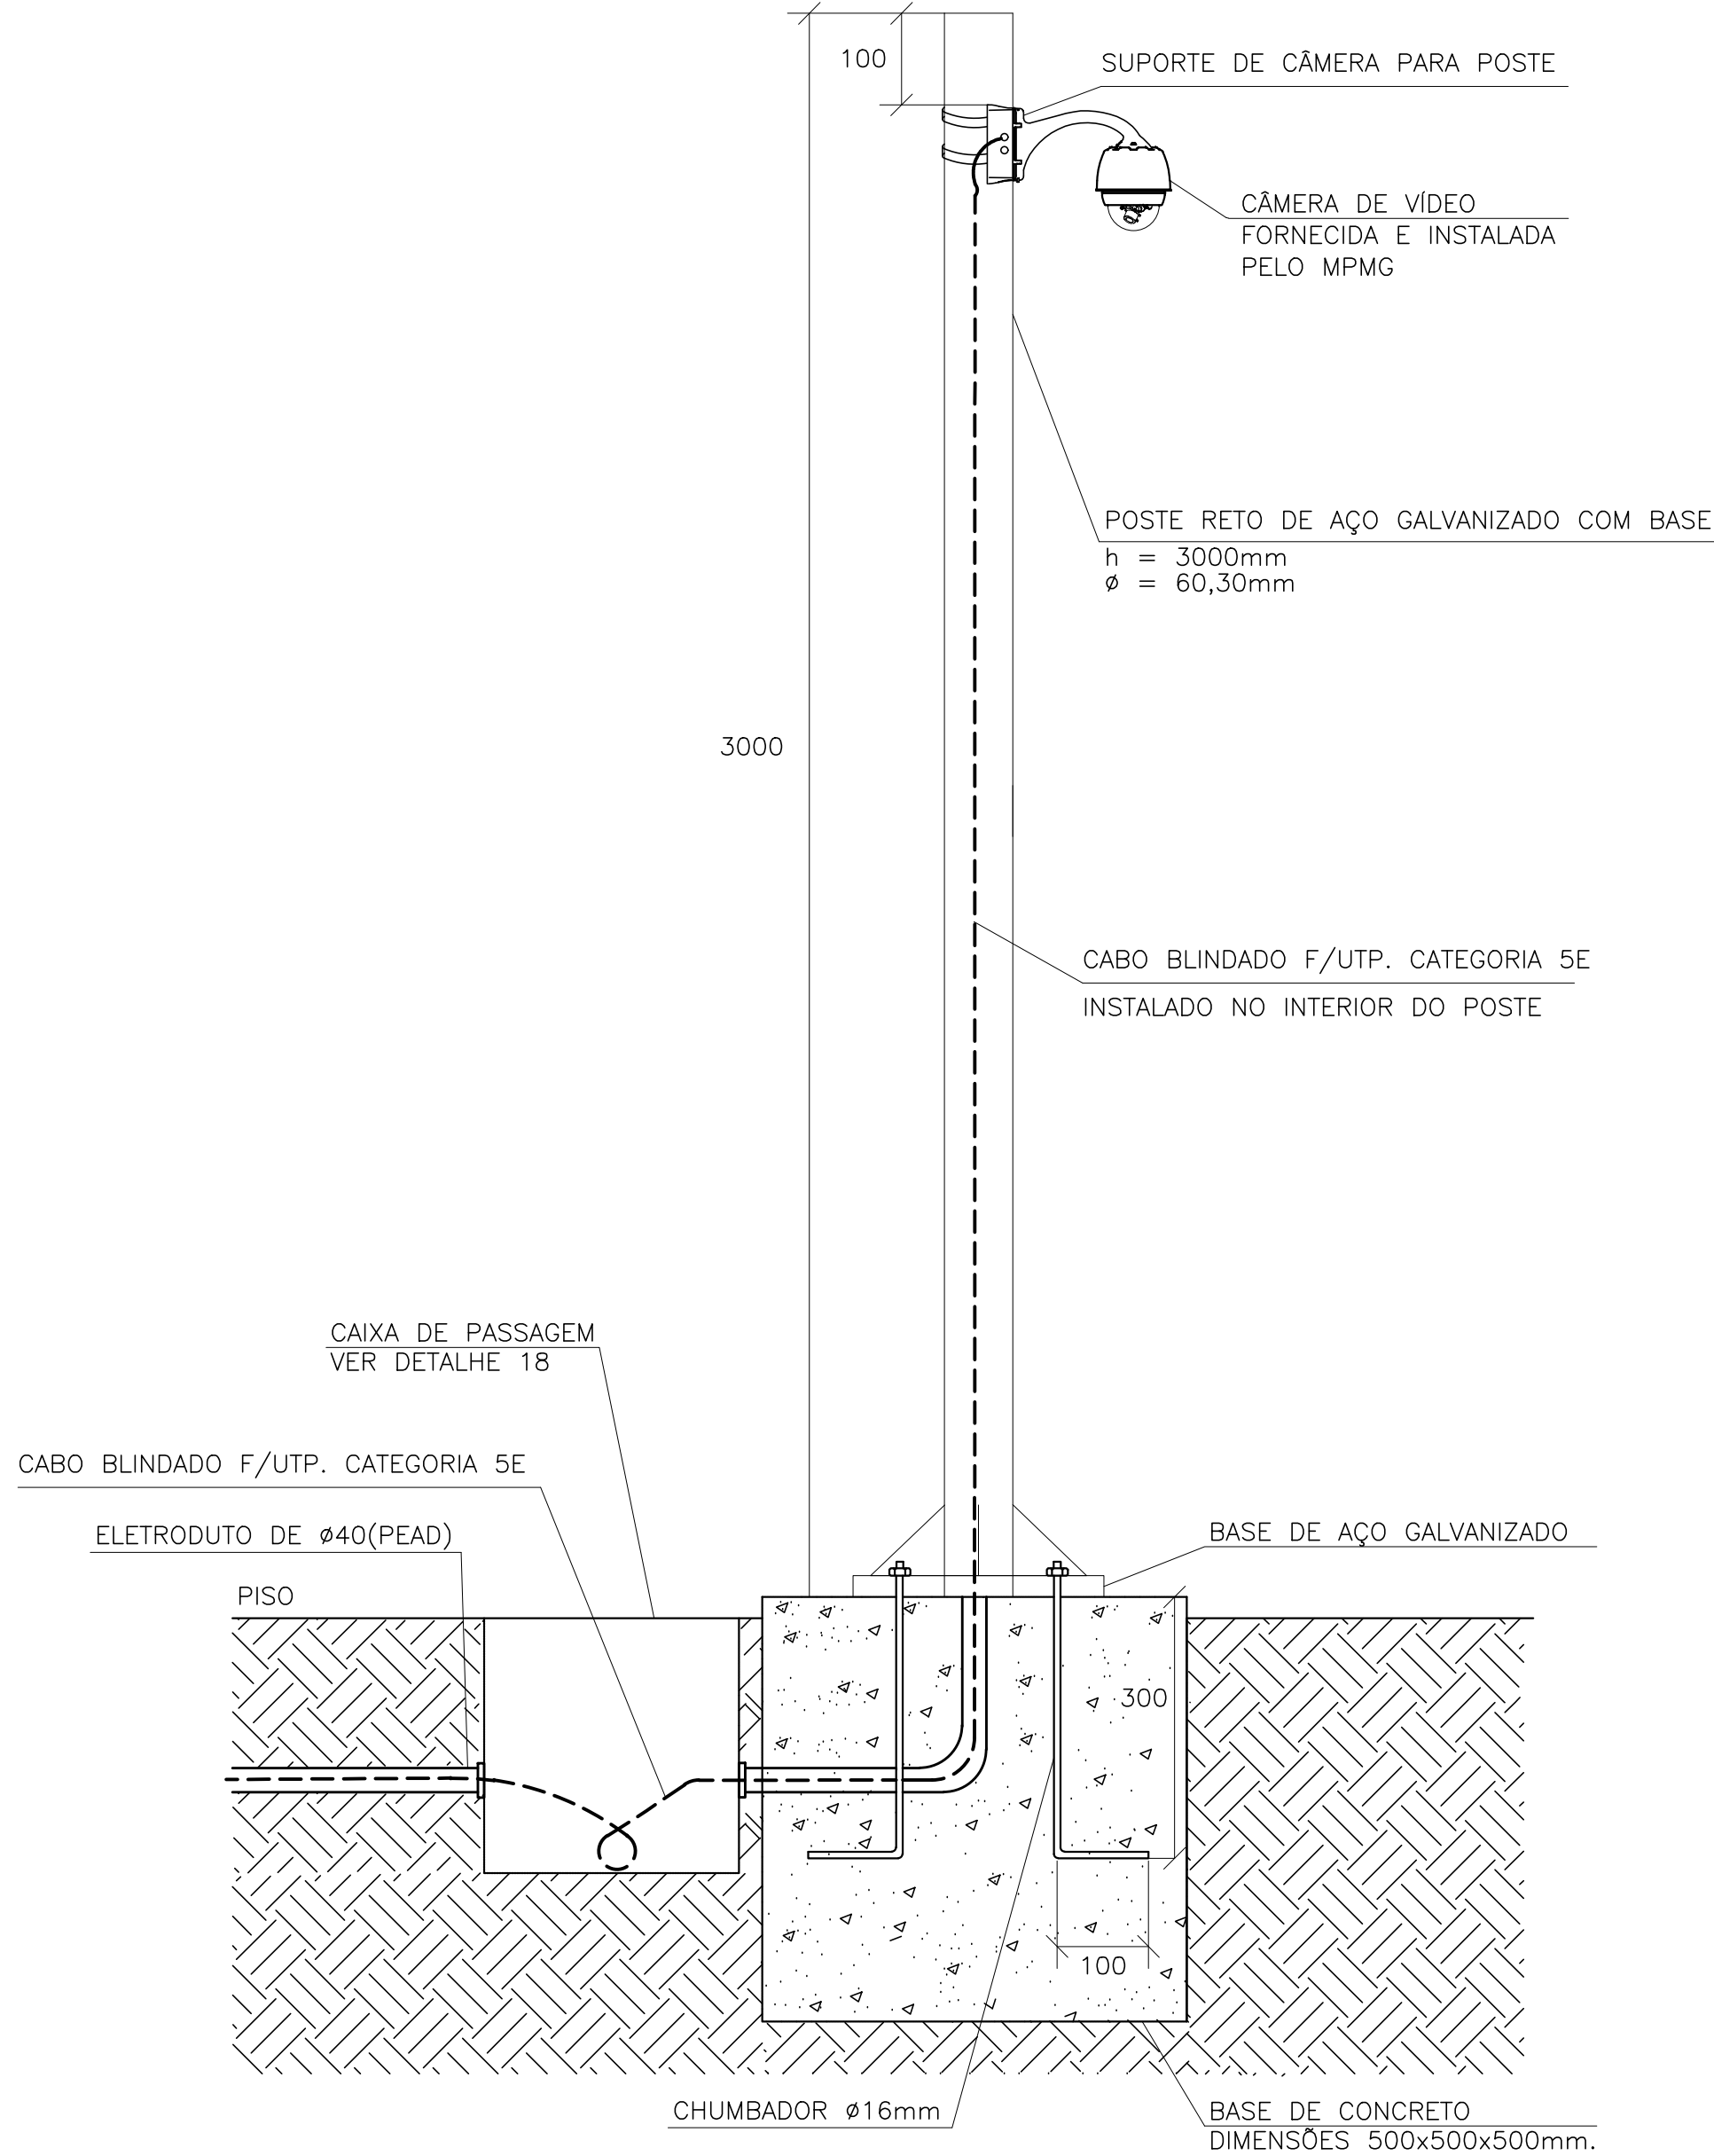 100
SUPORTE DE CÂMERA PARA POSTE
CÂMERA DE VÍDEO
FORNECIDA E INSTALADA
PELO MPMG
POSTE RETO DE AÇO GALVANIZADO COM BASE
h = 3000mm
ø = 60,30mm
3000
CABO BLINDADO F/UTP. CATEGORIA 5E
INSTALADO NO INTERIOR DO POSTE
CAIXA DE PASSAGEM
VER DETALHE 18
CABO BLINDADO F/UTP. CATEGORIA 5E
ELETRODUTO DE ø40(PEAD)
BASE DE AÇO GALVANIZADO
PISO
300
100
CHUMBADOR ø16mm
BASE DE CONCRETO
DIMENSÕES 500x500x500mm.